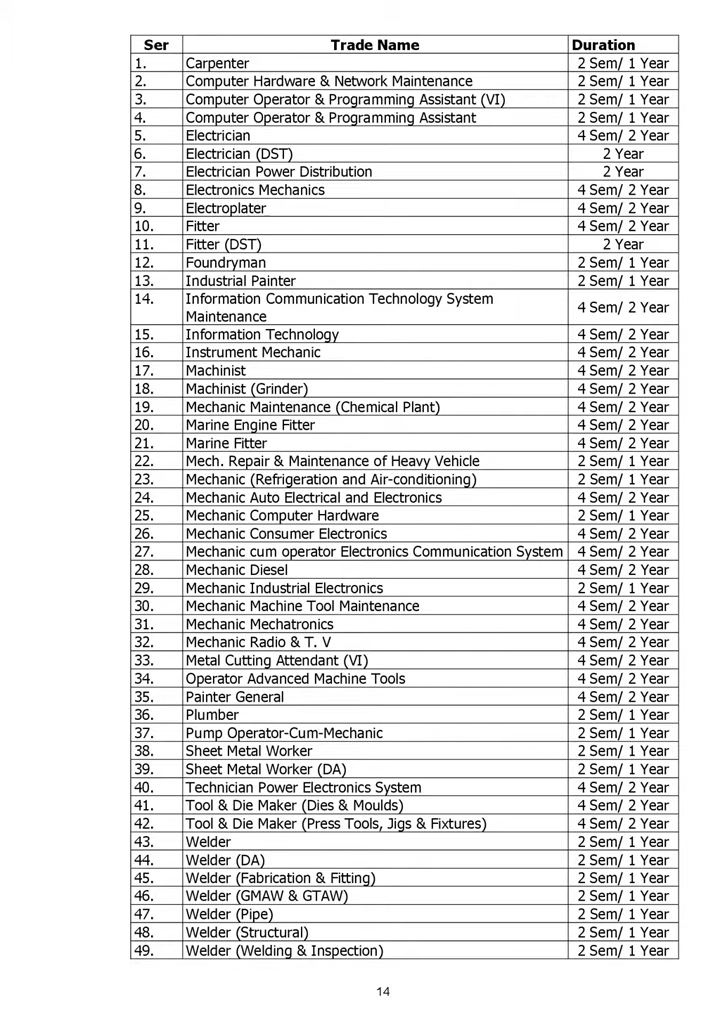 Ser Trade Name Duration
1. Carpenter 2 Sem/ 1 Year
2. Computer Hardware & Network Maintenance 2 Sem/ 1 Year
3. Computer Operator & Programming Assistant (VI) 2 Sem/ 1 Year
4. Computer Operator & Programming Assistant 2 Sem/ 1 Year
5. Electrician 4 Sem/ 2 Year
6. Electrician (DST) 2 Year
7. Electrician Power Distribution 2 Year
8. Electronics Mechanics 4 Sem/ 2 Year
9. Electroplater 4 Sem/ 2 Year
10. Fitter 4 Sem/ 2 Year
11. Fitter (DST) 2 Year
12. Foundryman 2 Sem/ 1 Year
13. Industrial Painter 2 Sem/ 1 Year
14. Information Communication Technology System
Maintenance 4 Sem/ 2 Year
15. Information Technology 4 Sem/ 2 Year
16. Instrument Mechanic 4 Sem/ 2 Year
17. Machinist 4 Sem/ 2 Year
18. Machinist (Grinder) 4 Sem/ 2 Year
19. Mechanic Maintenance (Chemical Plant) 4 Sem/ 2 Year
20. Marine Engine Fitter 4 Sem/ 2 Year
21. Marine Fitter 4 Sem/ 2 Year
22. Mech. Repair & Maintenance of Heavy Vehicle 2 Sem/ 1 Year
23. Mechanic (Refrigeration and Air-conditioning) 2 Sem/ 1 Year
24. Mechanic Auto Electrical and Electronics 4 Sem/ 2 Year
25. Mechanic Computer Hardware 2 Sem/ 1 Year
26. Mechanic Consumer Electronics 4 Sem/ 2 Year
27. Mechanic cum operator Electronics Communication System 4 Sem/ 2 Year
28. Mechanic Diesel 4 Sem/ 2 Year
29. Mechanic Industrial Electronics 2 Sem/ 1 Year
30. Mechanic Machine Tool Maintenance 4 Sem/ 2 Year
31. Mechanic Mechatronics 4 Sem/ 2 Year
32. Mechanic Radio & T. V 4 Sem/ 2 Year
33. Metal Cutting Attendant (VI) 4 Sem/ 2 Year
34. Operator Advanced Machine Tools 4 Sem/ 2 Year
35. Painter General 4 Sem/ 2 Year
36. Plumber 2 Sem/ 1 Year
37. Pump Operator-Cum-Mechanic 2 Sem/ 1 Year
38. Sheet Metal Worker 2 Sem/ 1 Year
39. Sheet Metal Worker (DA) 2 Sem/ 1 Year
40. Technician Power Electronics System 4 Sem/ 2 Year
41. Tool & Die Maker (Dies & Moulds) 4 Sem/ 2 Year
42. Tool & Die Maker (Press Tools, Jigs & Fixtures) 4 Sem/ 2 Year
43. Welder 2 Sem/ 1 Year
44. Welder (DA) 2 Sem/ 1 Year
45. Welder (Fabrication & Fitting) 2 Sem/ 1 Year
46. Welder (GMAW & GTAW) 2 Sem/ 1 Year
47. Welder (Pipe) 2 Sem/ 1 Year
48. Welder (Structural) 2 Sem/ 1 Year
49. Welder (Welding & Inspection) 2 Sem/ 1 Year
14